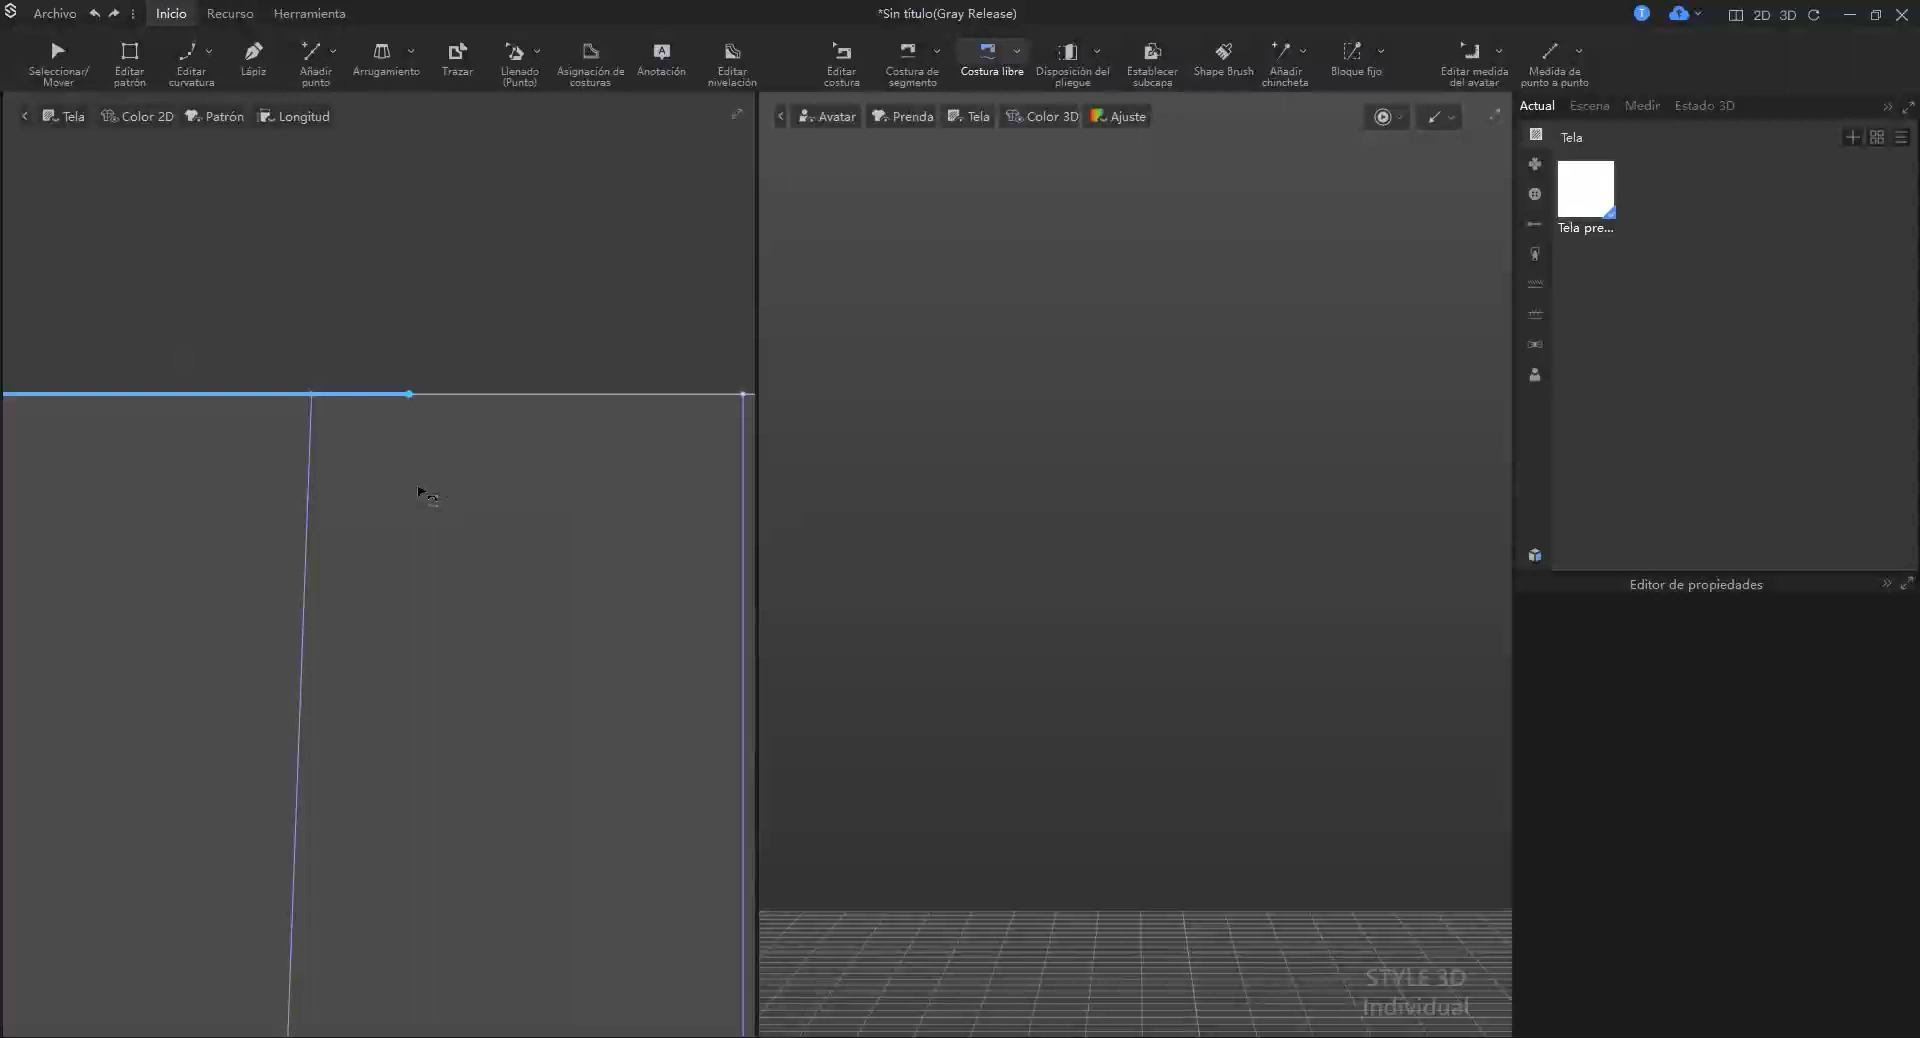 Archivo
Inicio
Recurso
Herramienta
*Sin título(Gray Release)
T
2D
3D
Seleccionar/
Mover
Editar
patrón
Editar
curvatura
Lápiz
Añadir
punto
Arrugamiento
Trazar
Llenado
(Punto)
Asignación de
costuras
A
Anotación
Editar
nivelación
Editar
costura
Costura de
segmento
Costura libre
Disposición del
pliegue
Establecer
subcapa
Shape Brush
Añadir
chincheta
Bloque fijo
Editar medida
del avatar
Medida de
punto a punto
Tela
Color 2D
Patrón
Longitud
Avatar
Prenda
Tela
Color 3D
Ajuste
Actual
Escena
Medir
Estado 3D
Tela
Tela pre...
Editor de propiedades
STYLE 3D
Individual